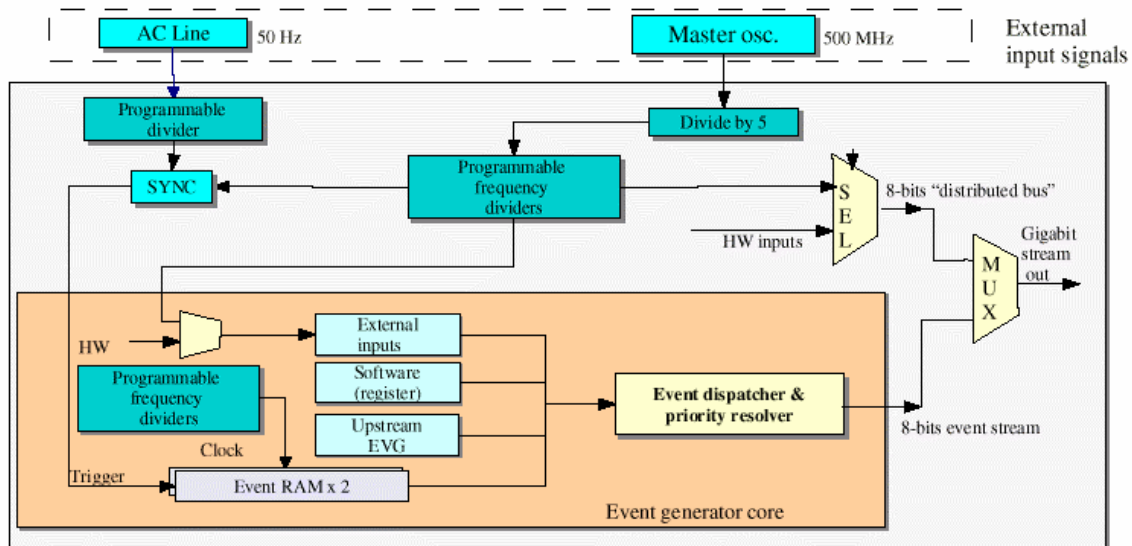 AC Line
50 Hz
Master osc.
500 MHz
External
input signals
Programmable
divider
Divide by 5
SYNC
Programmable
frequency
dividers
S
E
L
8-bits “distributed bus”
HW inputs
M
U
X
Gigabit
stream
out
HW
External
inputs
Programmable
frequency
dividers
Software
(register)
Event dispatcher &
priority resolver
Upstream
EVG
8-bits event stream
Clock
Trigger
Event RAM x 2
Event generator core